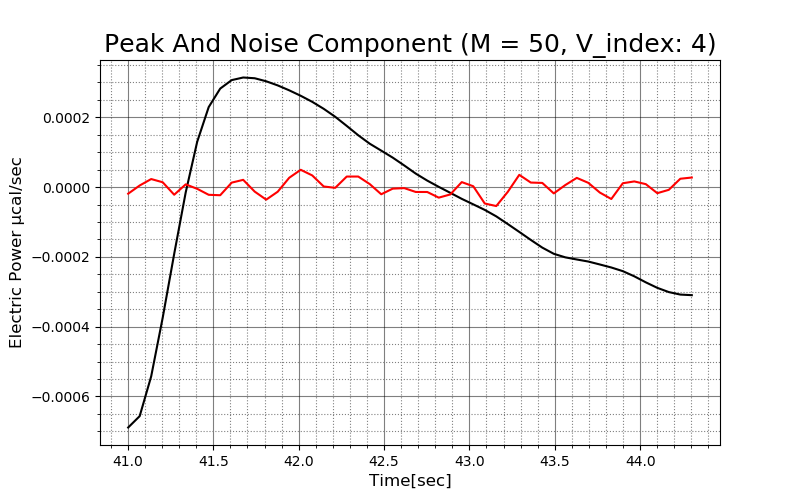 Peak And Noise Component (M = 50, V_index: 4)
Electric Power μcal/sec
0.0002
0.0000
−0.0002
−0.0004
−0.0006
41.0 41.5 42.0 42.5 43.0 43.5 44.0
Time[sec]